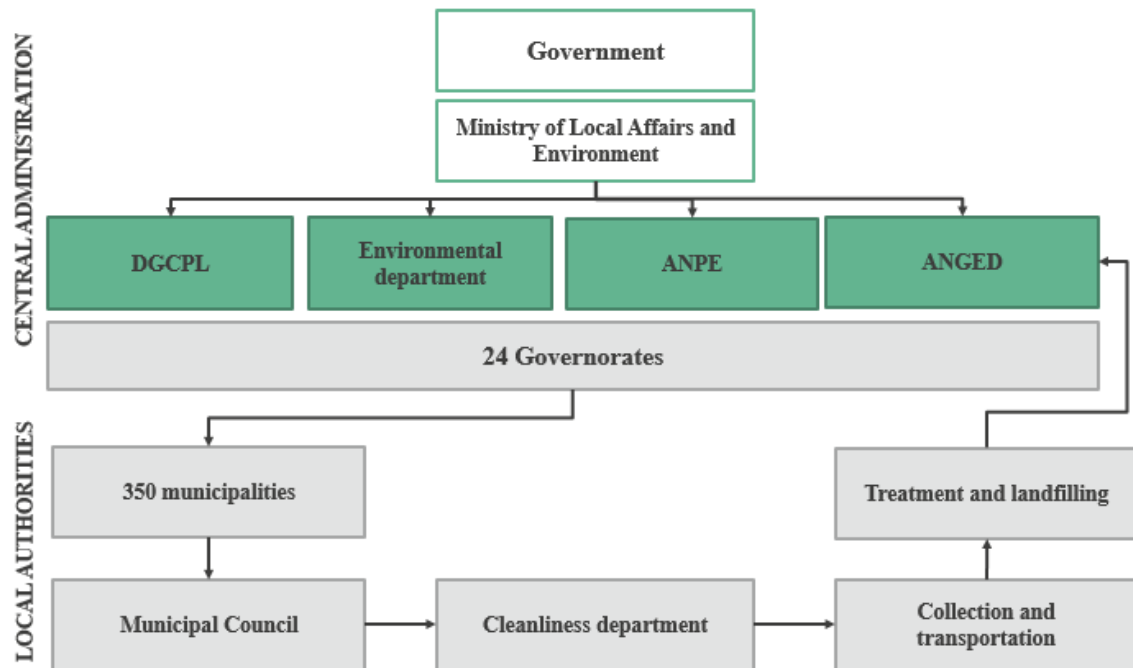 CENTRAL ADMINISTRATION
Government
Ministry of Local Affairs and
Environment
DGCPL
Environmental
department
ANPE
ANGED
24 Governorates
LOCAL AUTHORITIES
350 municipalities
Treatment and landfilling
Municipal Council
Cleanliness department
Collection and
transportation